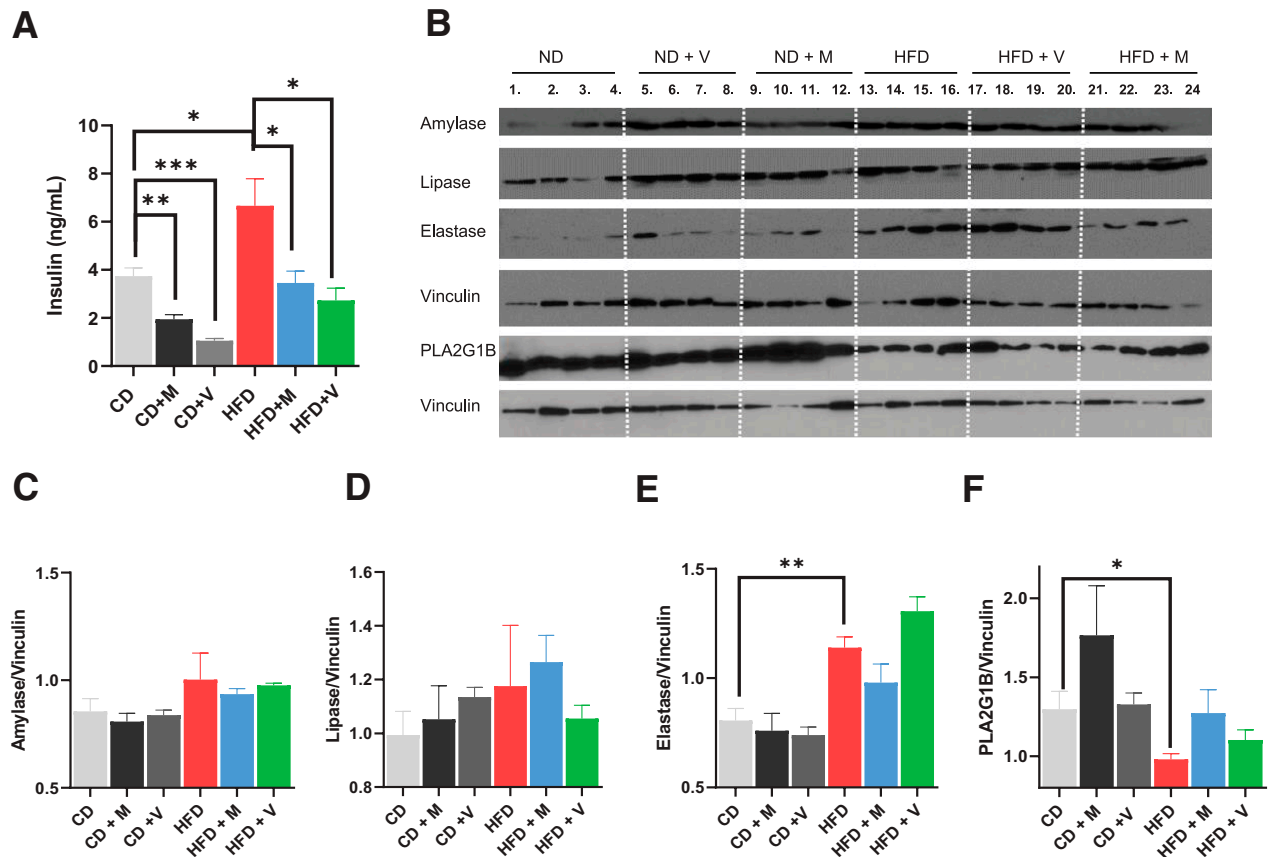 A
B
ND
ND + V
ND + M
HFD
HFD + V
HFD + M
1. 2. 3. 4. 5. 6. 7. 8. 9. 10. 11. 12. 13. 14. 15. 16. 17. 18. 19. 20. 21. 22. 23. 24
Amylase
Lipase
Elastase
Vinculin
PLA2G1B
Vinculin
Insulin (ng/mL)
10
8
6
4
2
0
*
*
*
***
**
CD
CD+M
CD+V
HFD
HFD+M
HFD+V
C
Amylase/Vinculin
1.5
1.0
0.5
CD
CD + M
CD +V
HFD
HFD + M
HFD + V
D
Lipase/Vinculin
1.6
1.4
1.2
1.0
0.8
CD
CD + M
CD +V
HFD
HFD + M
HFD + V
E
Elastase/Vinculin
1.5
1.0
0.5
**
CD
CD + M
CD +V
HFD
HFD + M
HFD + V
F
PLA2G1B/Vinculin
2.0
1.5
1.0
*
CD
CD + M
CD +V
HFD
HFD + M
HFD + V